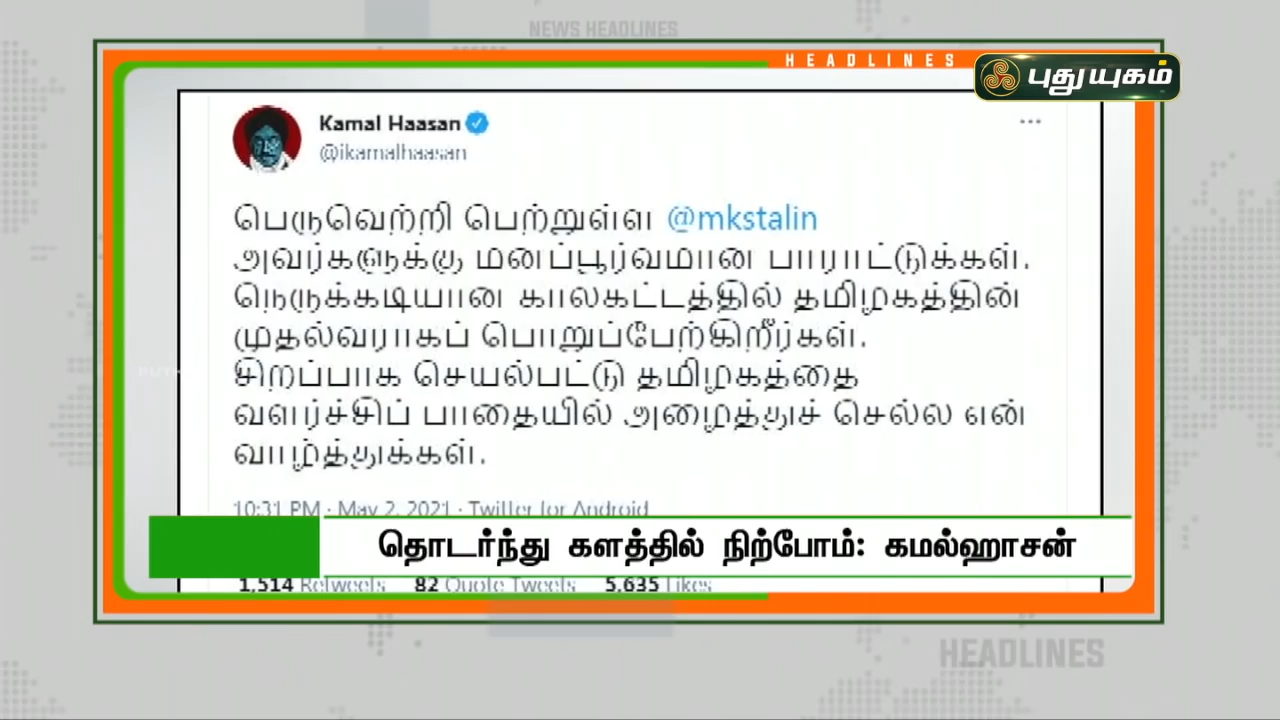 NEWS HEADLINES
HEADLINES
புதுயுகம்
Kamal Haasan
@ikamalhaasan
பெருவெற்றி பெற்றுள்ள @mkstalin
அவர்களுக்கு மனப்பூர்வமான பாராட்டுக்கள்.
நெருக்கடியான காலகட்டத்தில் தமிழகத்தின்
முதல்வராகப் பொறுப்பேற்கிறீர்கள்.
சிறப்பாக செயல்பட்டு தமிழகத்தை
வளர்ச்சிப் பாதையில் அழைத்துச் செல்ல என்
வாழ்த்துக்கள்.
10:31 PM · May 2, 2021 · Twitter for Android
தொடர்ந்து களத்தில் நிற்போம்: கமல்ஹாசன்
1,514 Retweets 82 Quote Tweets 5,635 Likes
HEADLINES